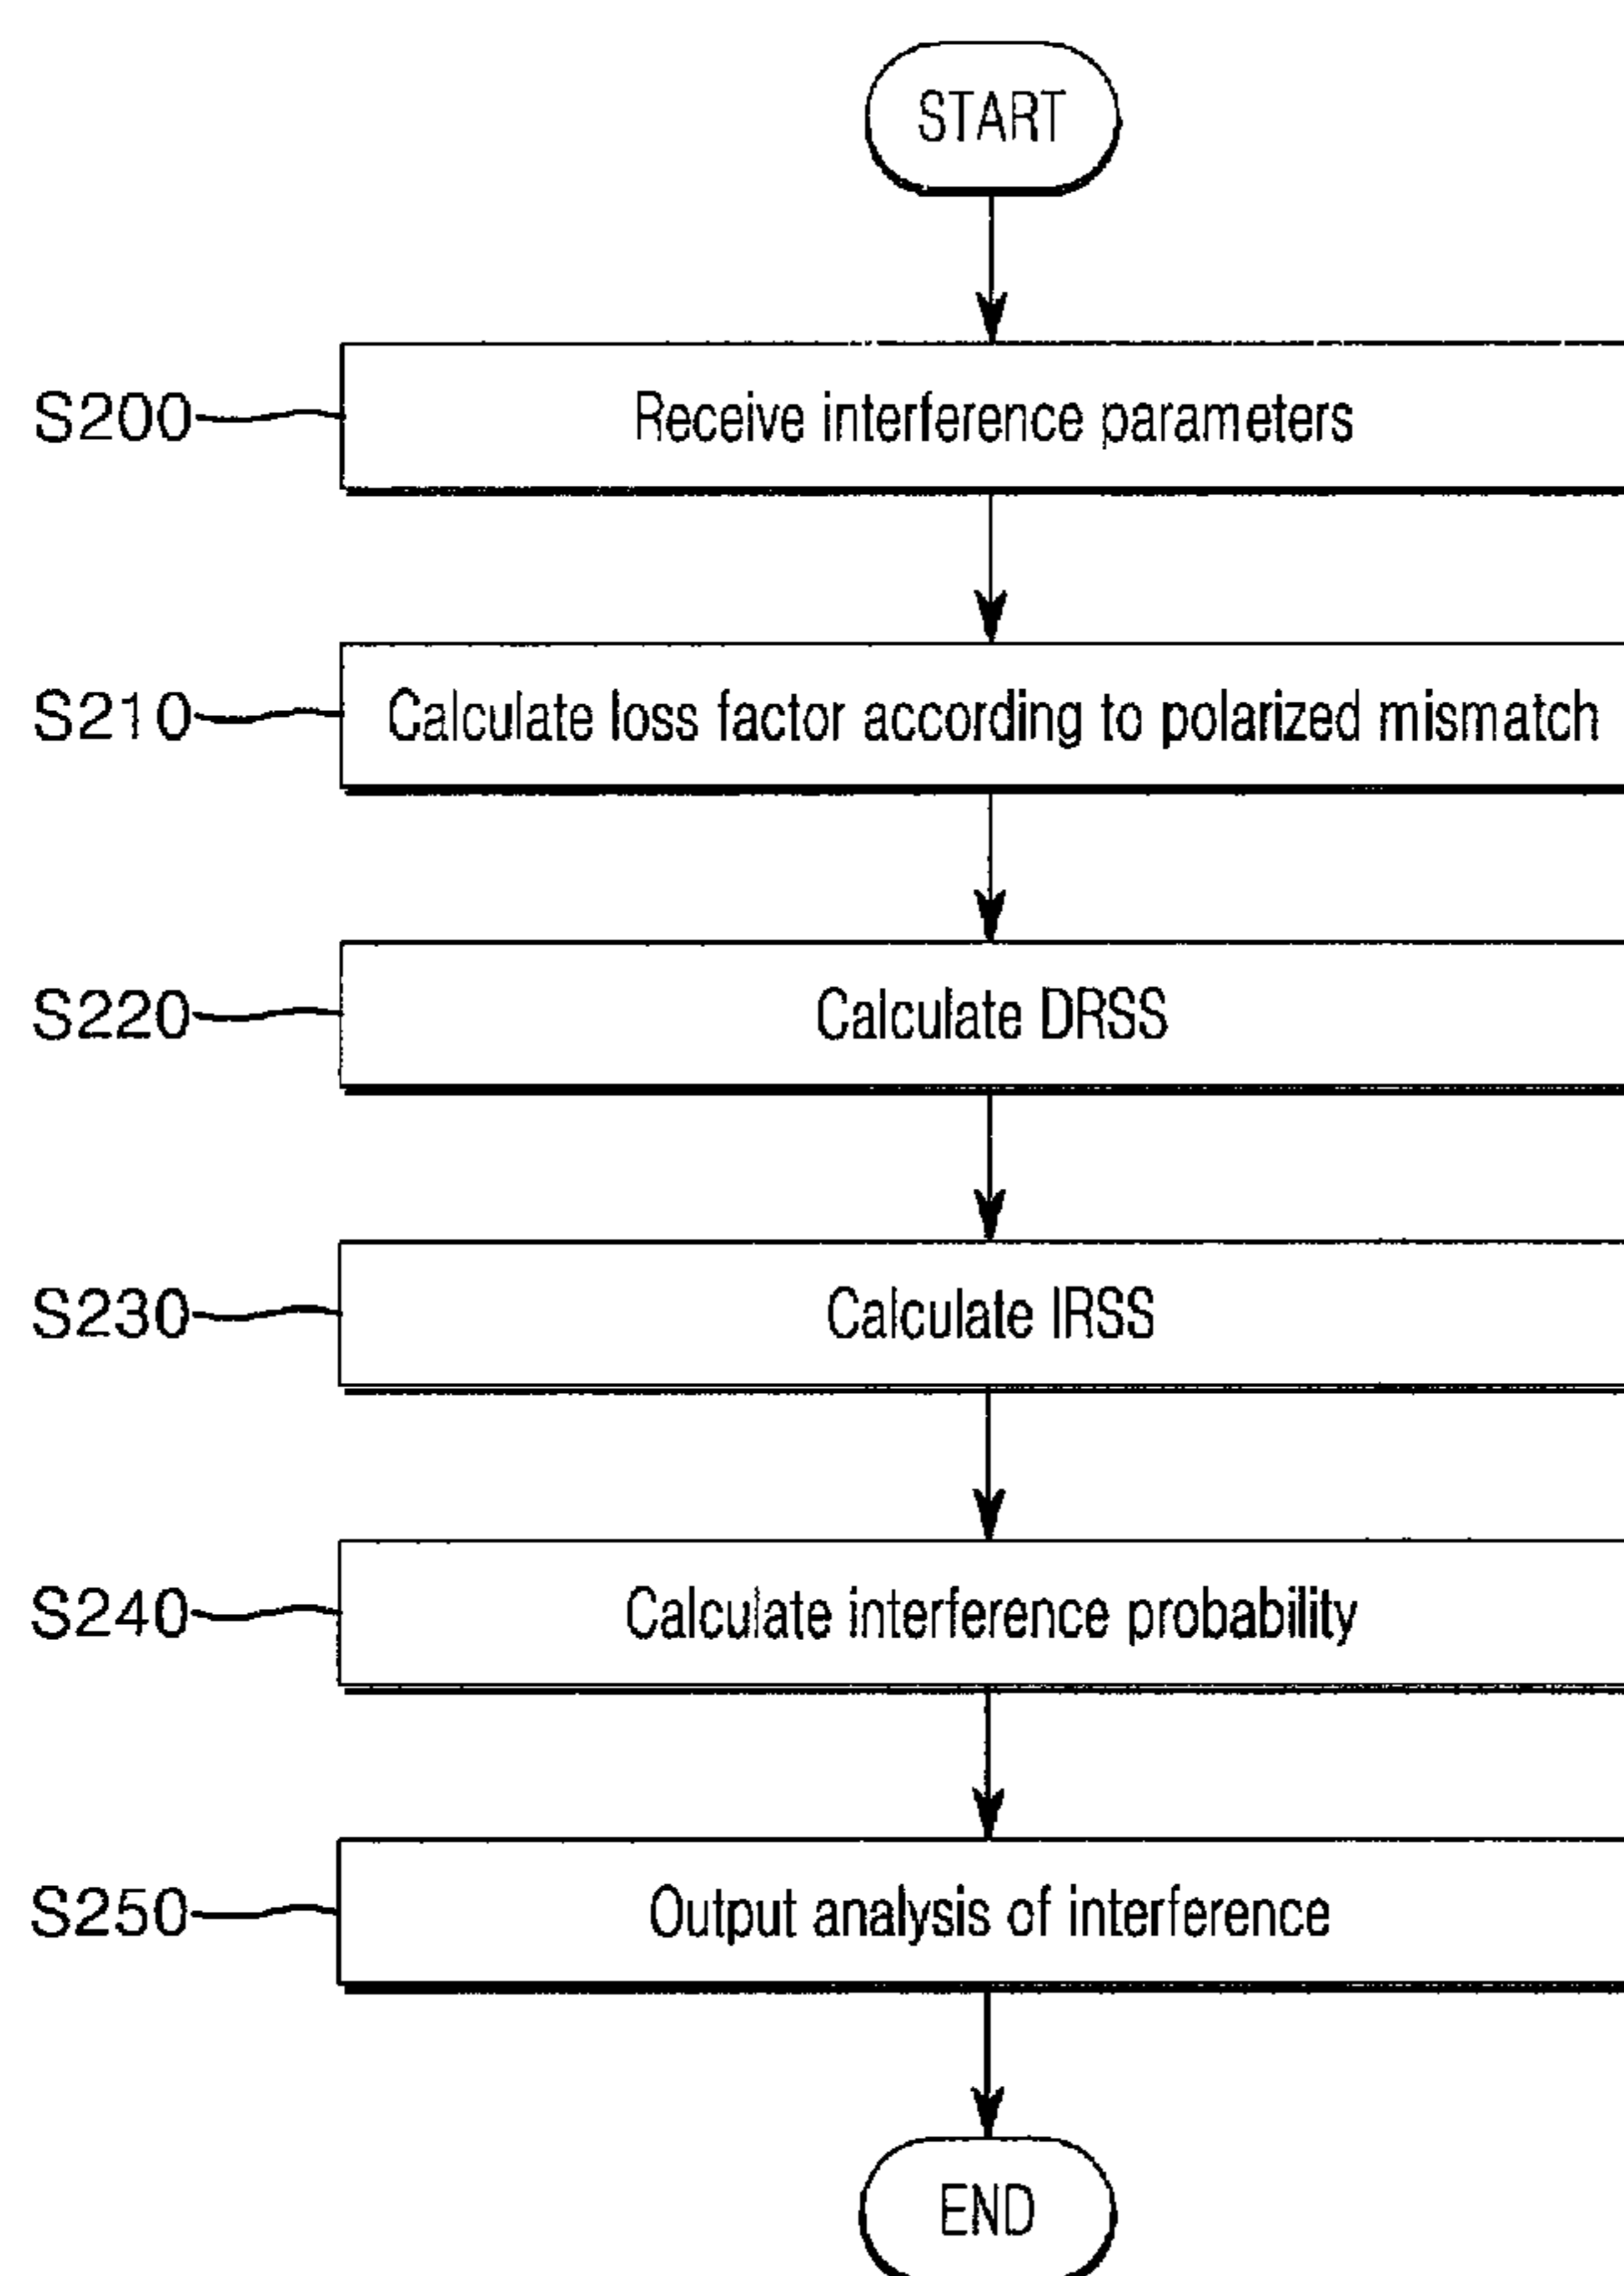 START
S200 Receive interference parameters
S210 Calculate loss factor according to polarized mismatch
S220 Calculate DRSS
S230 Calculate IRSS
S240 Calculate interference probability
S250 Output analysis of interference
END